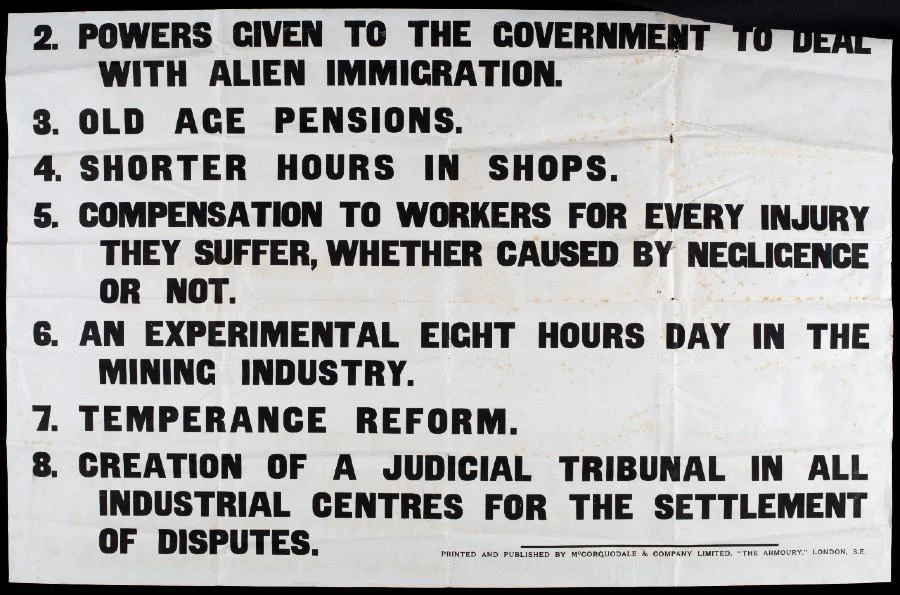 2. POWERS GIVEN TO THE GOVERNMENT TO DEAL
WITH ALIEN IMMIGRATION.
3. OLD AGE PENSIONS.
4. SHORTER HOURS IN SHOPS.
5. COMPENSATION TO WORKERS FOR EVERY INJURY
THEY SUFFER, WHETHER CAUSED BY NEGLIGENCE
OR NOT.
6. AN EXPERIMENTAL EIGHT HOURS DAY IN THE
MINING INDUSTRY.
7. TEMPERANCE REFORM.
8. CREATION OF A JUDICIAL TRIBUNAL IN ALL
INDUSTRIAL CENTRES FOR THE SETTLEMENT
OF DISPUTES.
PRINTED AND PUBLISHED BY McCORQUODALE & COMPANY LIMITED, "THE ARMOURY," LONDON, S.E.